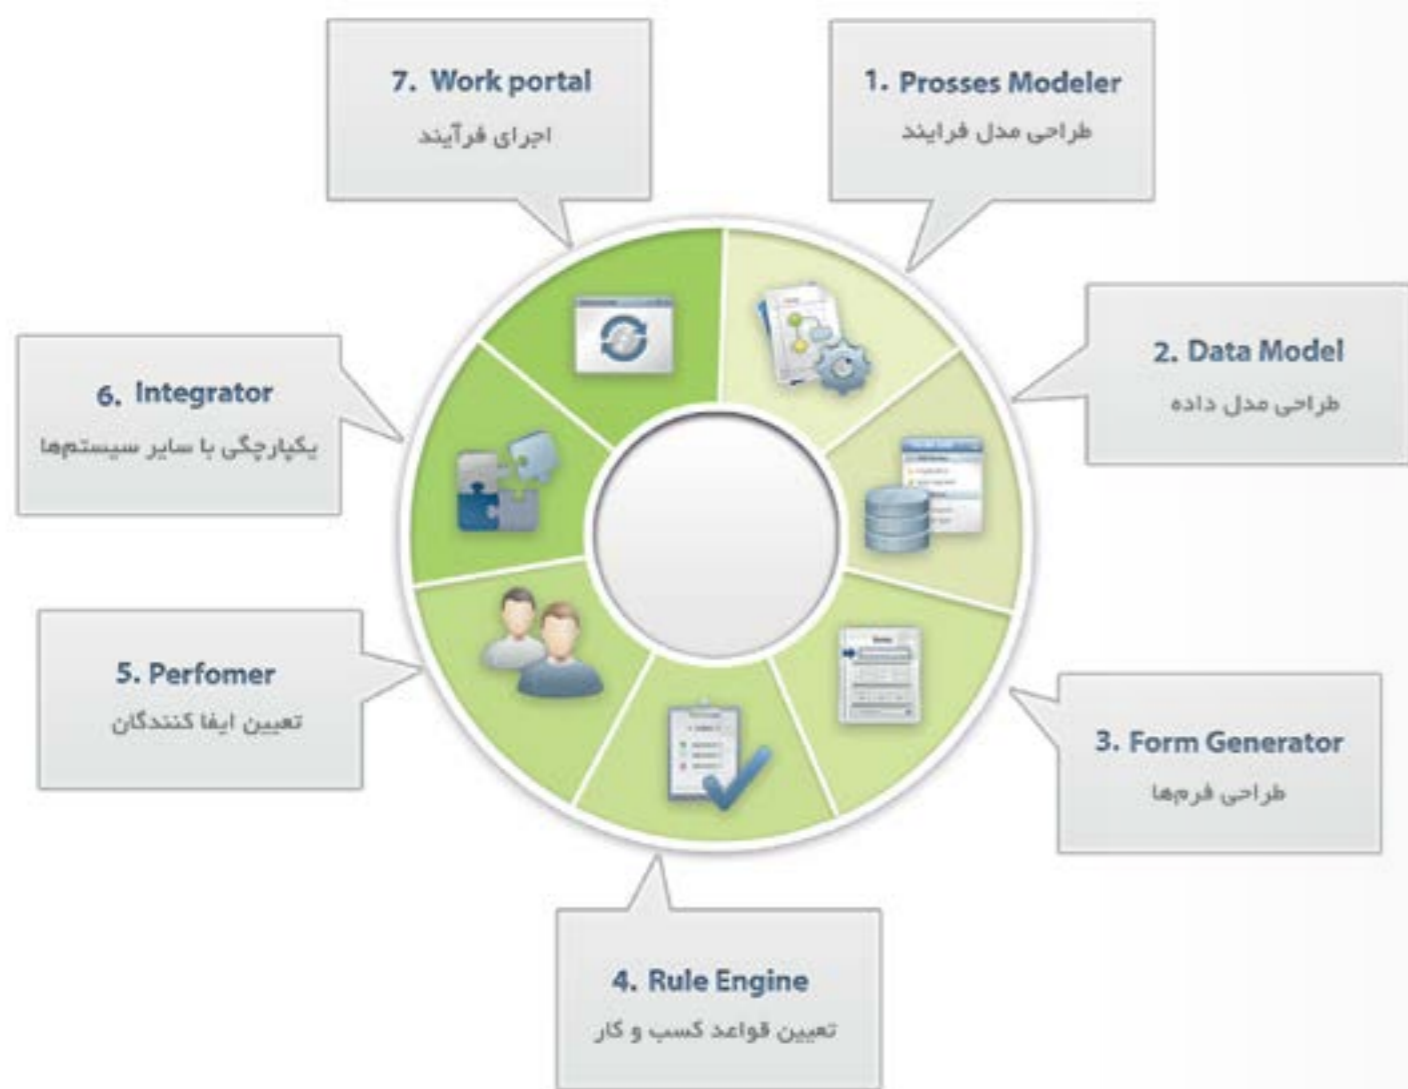 1. Prosses Modeler
طراحی مدل فرایند
2. Data Model
طراحی مدل داده
3. Form Generator
طراحی فرم‌ها
4. Rule Engine
تعیین قواعد کسب و کار
5. Perfomer
تعیین ایفا کنندگان
6. Integrator
یکپارچگی با سایر سیستم‌ها
7. Work portal
اجرای فرآیند